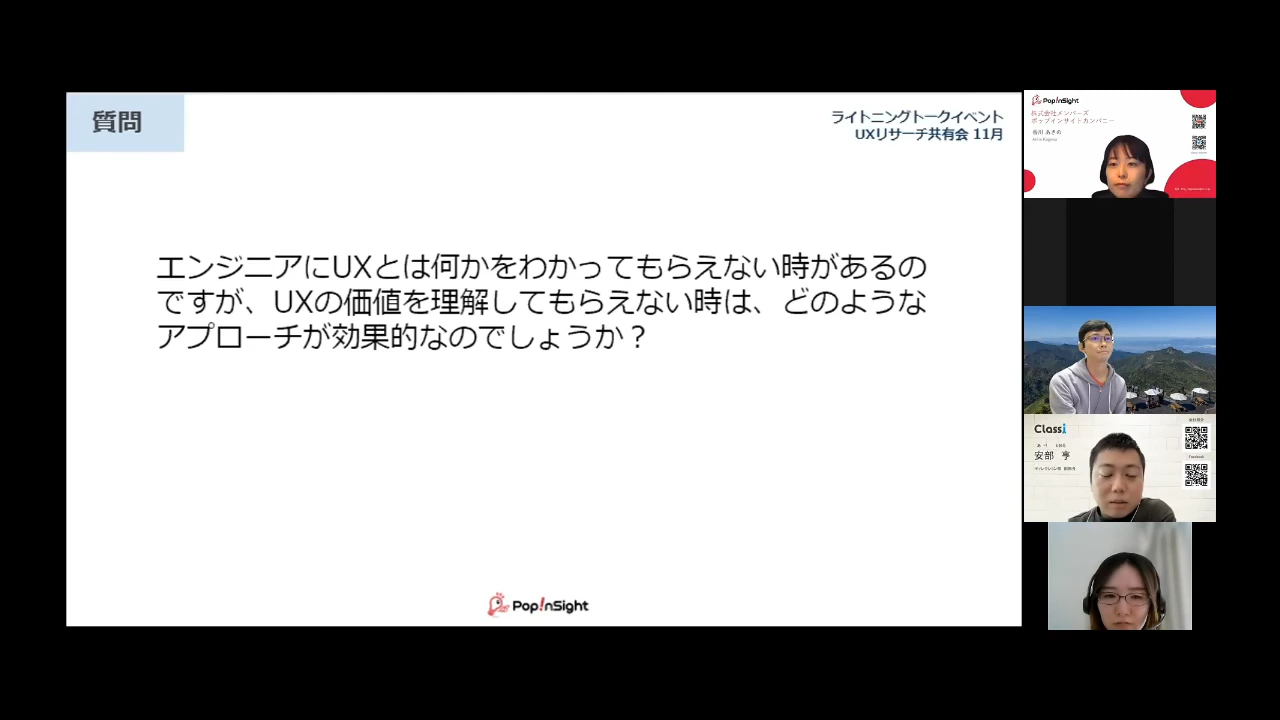 質問
ライトニングトークイベント
UXリサーチ共有会 11月
エンジニアにUXとは何かをわかってもらえない時があるの
ですが、UXの価値を理解してもらえない時は、どのような
アプローチが効果的なのでしょうか？
Pop!nSight
Pop!nSight
株式会社メンバーズ
ポップインサイトカンパニー
Classi
安部 亨
Facebook